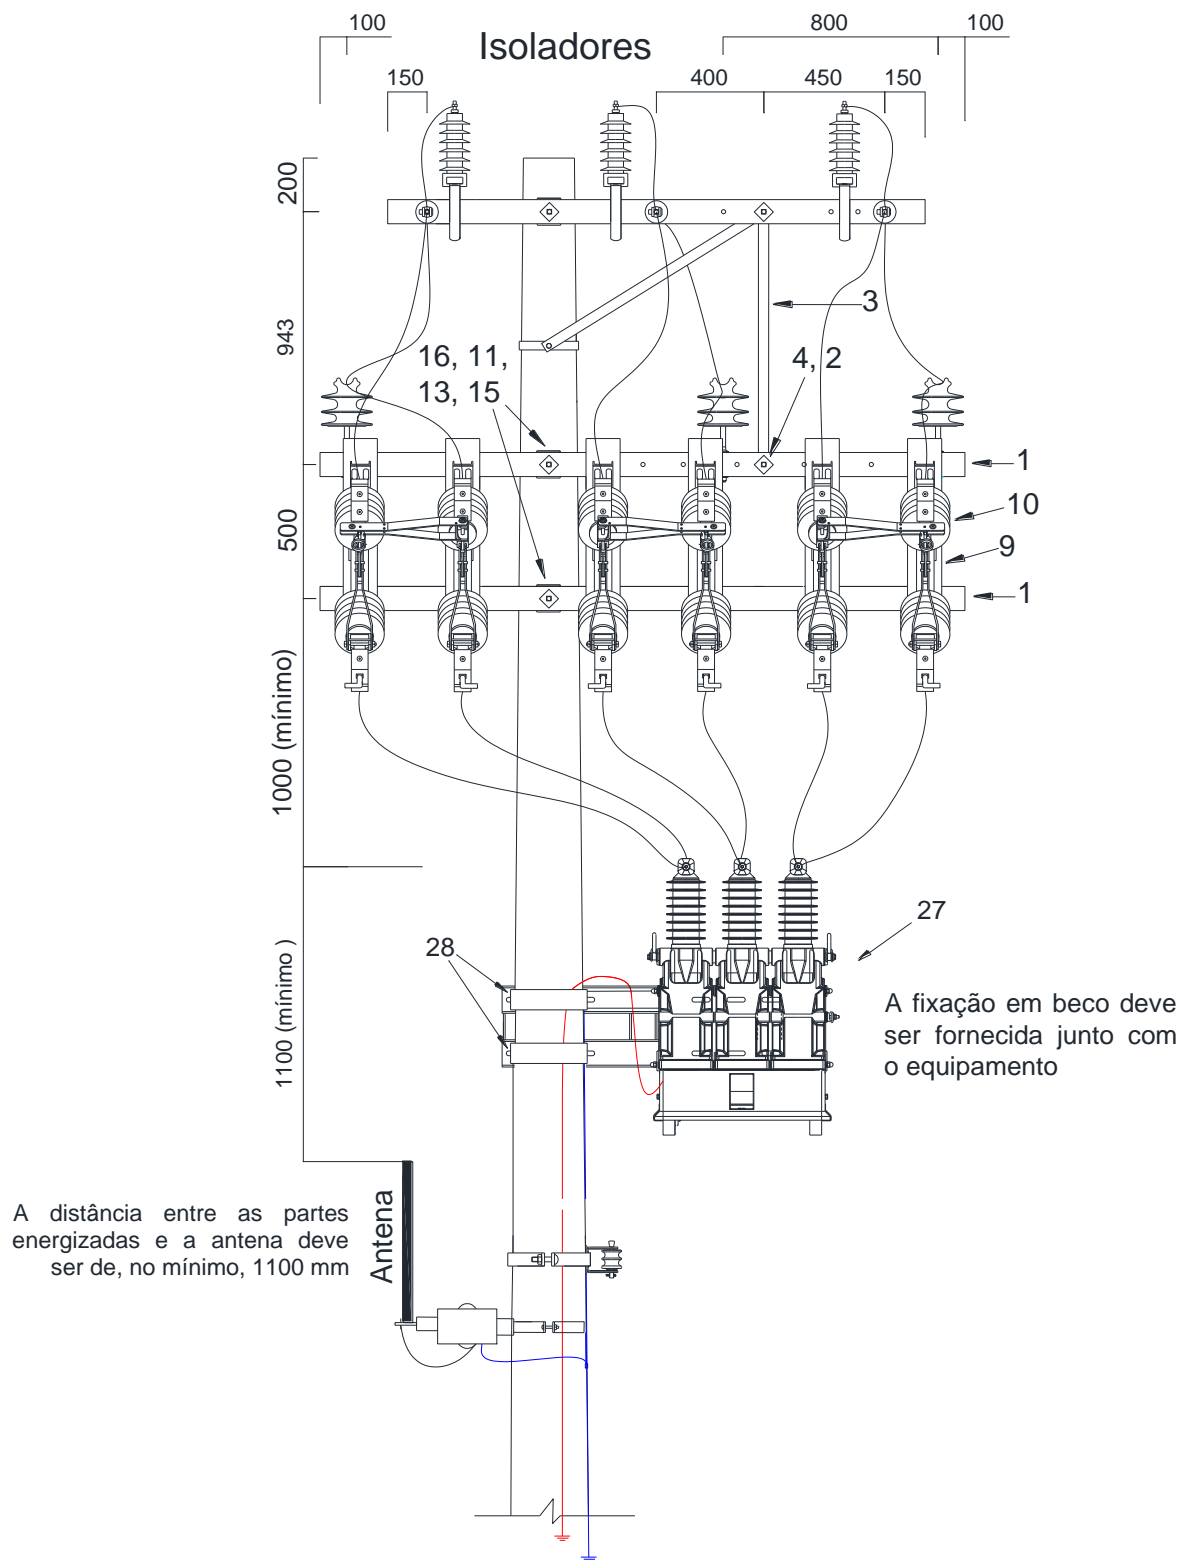 100
800
100
Isoladores
150
400
450
150
200
943
3
16, 11,
13, 15
4, 2
1
10
500
9
1
1000 (mínimo)
27
28
A fixação em beco deve
ser fornecida junto com
o equipamento
1100 (mínimo )
A distância entre as partes
energizadas e a antena deve
ser de, no mínimo, 1100 mm
Antena